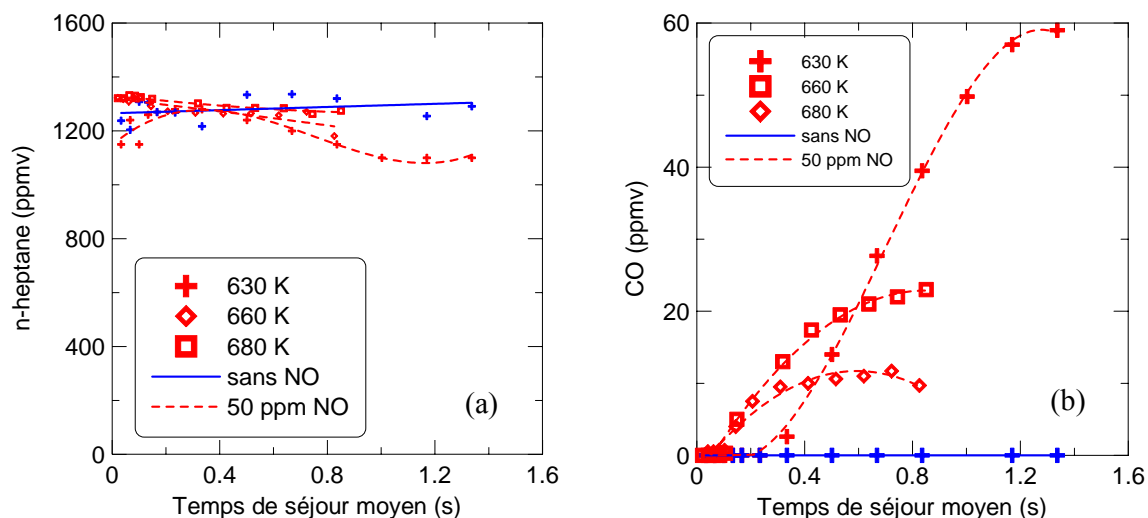 1600
1200
800
400
0
n-heptane (ppmv)
630 K
660 K
680 K
sans NO
50 ppm NO
(a)
0 0.4 0.8 1.2 1.6
Temps de séjour moyen (s)
60
40
20
0
CO (ppmv)
630 K
660 K
680 K
sans NO
50 ppm NO
(b)
0 0.4 0.8 1.2 1.6
Temps de séjour moyen (s)